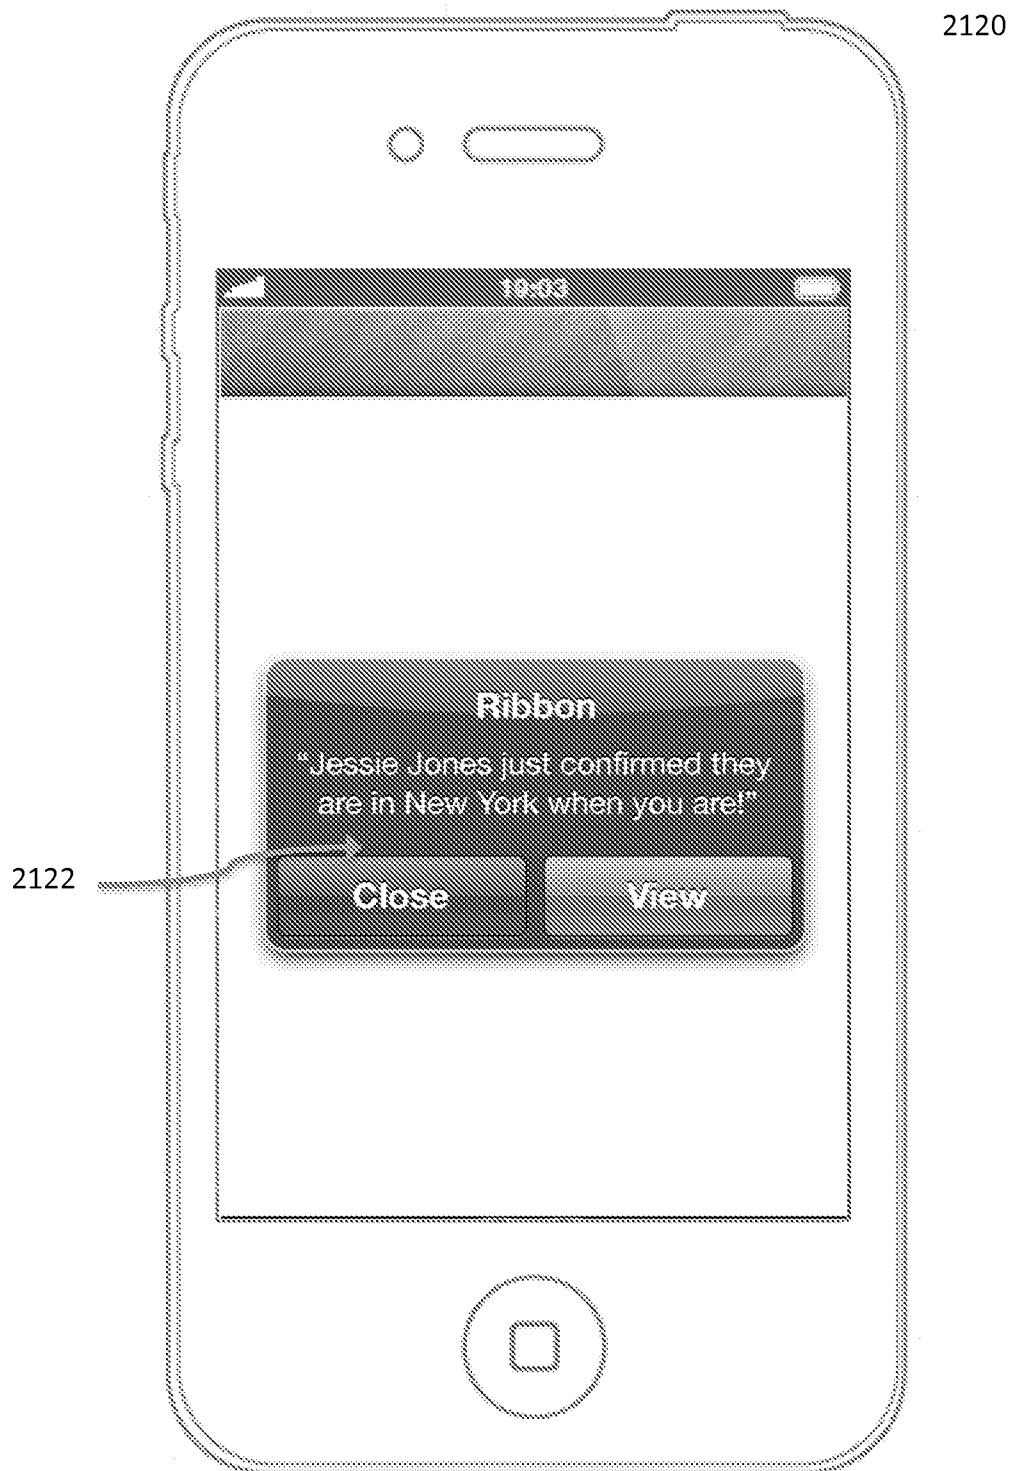 2120
19:03
Ribbon
"Jessie Jones just confirmed they
are in New York when you are!"
2122
Close View